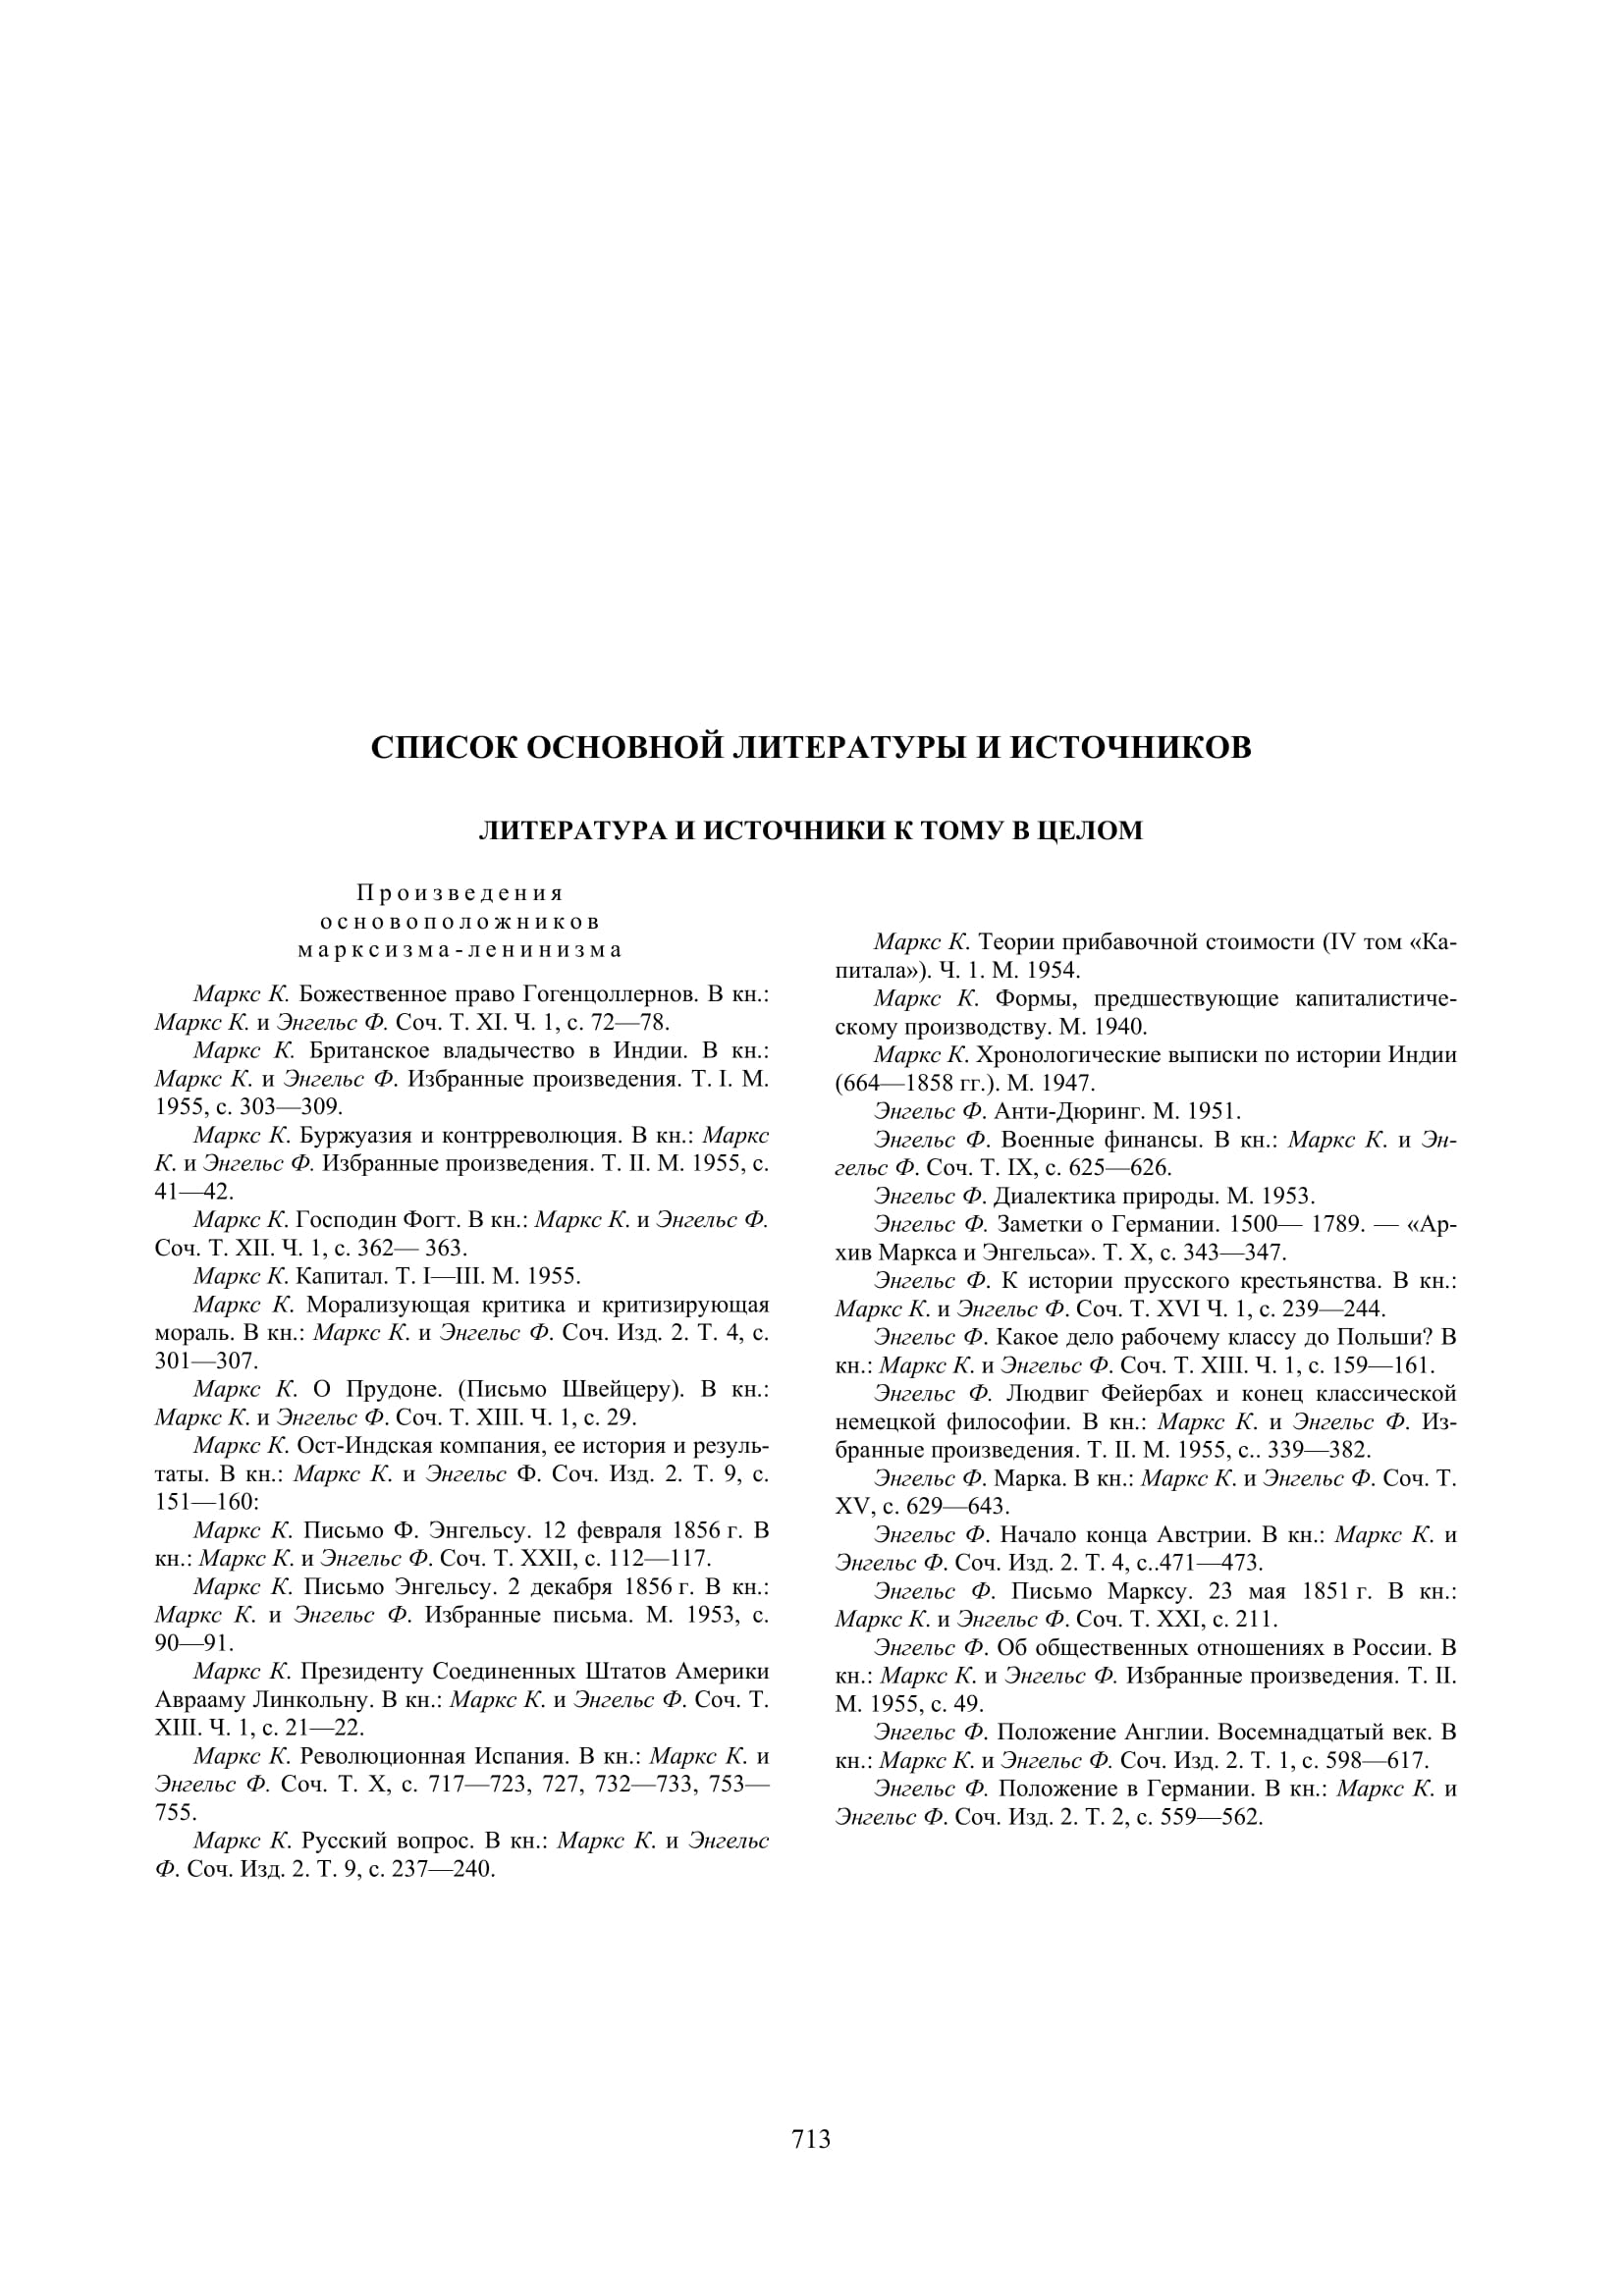 СПИСОК ОСНОВНОЙ ЛИТЕРАТУРЫ И ИСТОЧНИКОВ
ЛИТЕРАТУРА И ИСТОЧНИКИ К ТОМУ В ЦЕЛОМ
Произведения
основоположников
марксизма-ленинизма
Маркс К. Божественное право Гогенцоллернов. В кн.:
Маркс К. и Энгельс Ф. Соч. Т. XI. Ч. 1, с. 72—78.
Маркс К. Британское владычество в Индии. В кн.:
Маркс К. и Энгельс Ф. Избранные произведения. Т. I. М.
1955, с. 303—309.
Маркс К. Буржуазия и контрреволюция. В кн.: Маркс
К. и Энгельс Ф. Избранные произведения. Т. II. М. 1955, с.
41—42.
Маркс К. Господин Фогт. В кн.: Маркс К. и Энгельс Ф.
Соч. Т. XII. Ч. 1, с. 362— 363.
Маркс К. Капитал. Т. I—III. М. 1955.
Маркс К. Морализующая критика и критизирующая
мораль. В кн.: Маркс К. и Энгельс Ф. Соч. Изд. 2. Т. 4, с.
301—307.
Маркс К. О Прудоне. (Письмо Швейцеру). В кн.:
Маркс К. и Энгельс Ф. Соч. Т. XIII. Ч. 1, с. 29.
Маркс К. Ост-Индская компания, ее история и резуль-
таты. В кн.: Маркс К. и Энгельс Ф. Соч. Изд. 2. Т. 9, с.
151—160:
Маркс К. Письмо Ф. Энгельсу. 12 февраля 1856 г. В
кн.: Маркс К. и Энгельс Ф. Соч. Т. XXII, с. 112—117.
Маркс К. Письмо Энгельсу. 2 декабря 1856 г. В кн.:
Маркс К. и Энгельс Ф. Избранные письма. М. 1953, с.
90—91.
Маркс К. Президенту Соединенных Штатов Америки
Аврааму Линкольну. В кн.: Маркс К. и Энгельс Ф. Соч. Т.
XIII. Ч. 1, с. 21—22.
Маркс К. Революционная Испания. В кн.: Маркс К. и
Энгельс Ф. Соч. Т. X, с. 717—723, 727, 732—733, 753—
755.
Маркс К. Русский вопрос. В кн.: Маркс К. и Энгельс
Ф. Соч. Изд. 2. Т. 9, с. 237—240.
Маркс К. Теории прибавочной стоимости (IV том «Ка-
питала»). Ч. 1. М. 1954.
Маркс К. Формы, предшествующие капиталистиче-
скому производству. М. 1940.
Маркс К. Хронологические выписки по истории Индии
(664—1858 гг.). М. 1947.
Энгельс Ф. Анти-Дюринг. М. 1951.
Энгельс Ф. Военные финансы. В кн.: Маркс К. и Эн-
гельс Ф. Соч. Т. IX, с. 625—626.
Энгельс Ф. Диалектика природы. М. 1953.
Энгельс Ф. Заметки о Германии. 1500— 1789. — «Ар-
хив Маркса и Энгельса». Т. X, с. 343—347.
Энгельс Ф. К истории прусского крестьянства. В кн.:
Маркс К. и Энгельс Ф. Соч. Т. XVI Ч. 1, с. 239—244.
Энгельс Ф. Какое дело рабочему классу до Польши? В
кн.: Маркс К. и Энгельс Ф. Соч. Т. XIII. Ч. 1, с. 159—161.
Энгельс Ф. Людвиг Фейербах и конец классической
немецкой философии. В кн.: Маркс К. и Энгельс Ф. Из-
бранные произведения. Т. II. М. 1955, с.. 339—382.
Энгельс Ф. Марка. В кн.: Маркс К. и Энгельс Ф. Соч. Т.
XV, с. 629—643.
Энгельс Ф. Начало конца Австрии. В кн.: Маркс К. и
Энгельс Ф. Соч. Изд. 2. Т. 4, с..471—473.
Энгельс Ф. Письмо Марксу. 23 мая 1851 г. В кн.:
Маркс К. и Энгельс Ф. Соч. Т. XXI, с. 211.
Энгельс Ф. Об общественных отношениях в России. В
кн.: Маркс К. и Энгельс Ф. Избранные произведения. Т. II.
М. 1955, с. 49.
Энгельс Ф. Положение Англии. Восемнадцатый век. В
кн.: Маркс К. и Энгельс Ф. Соч. Изд. 2. Т. 1, с. 598—617.
Энгельс Ф. Положение в Германии. В кн.: Маркс К. и
Энгельс Ф. Соч. Изд. 2. Т. 2, с. 559—562.
713